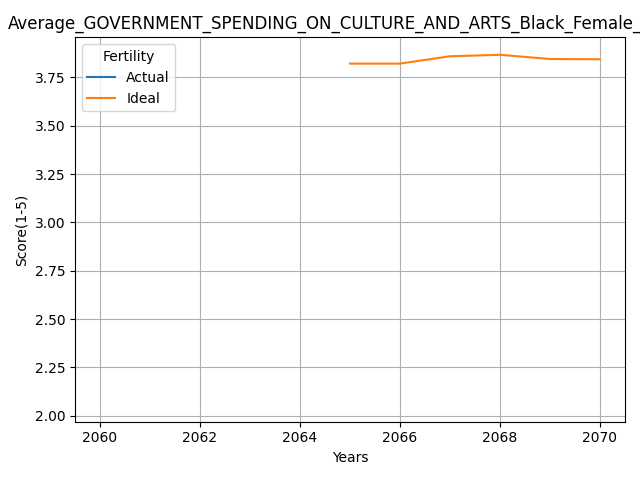 Average_GOVERNMENT_SPENDING_ON_CULTURE_AND_ARTS_Black_Female_
Fertility
Actual
Ideal
3.75
3.50
3.25
3.00
2.75
2.50
2.25
2.00
Score(1-5)
2060 2062 2064 2066 2068 2070
Years